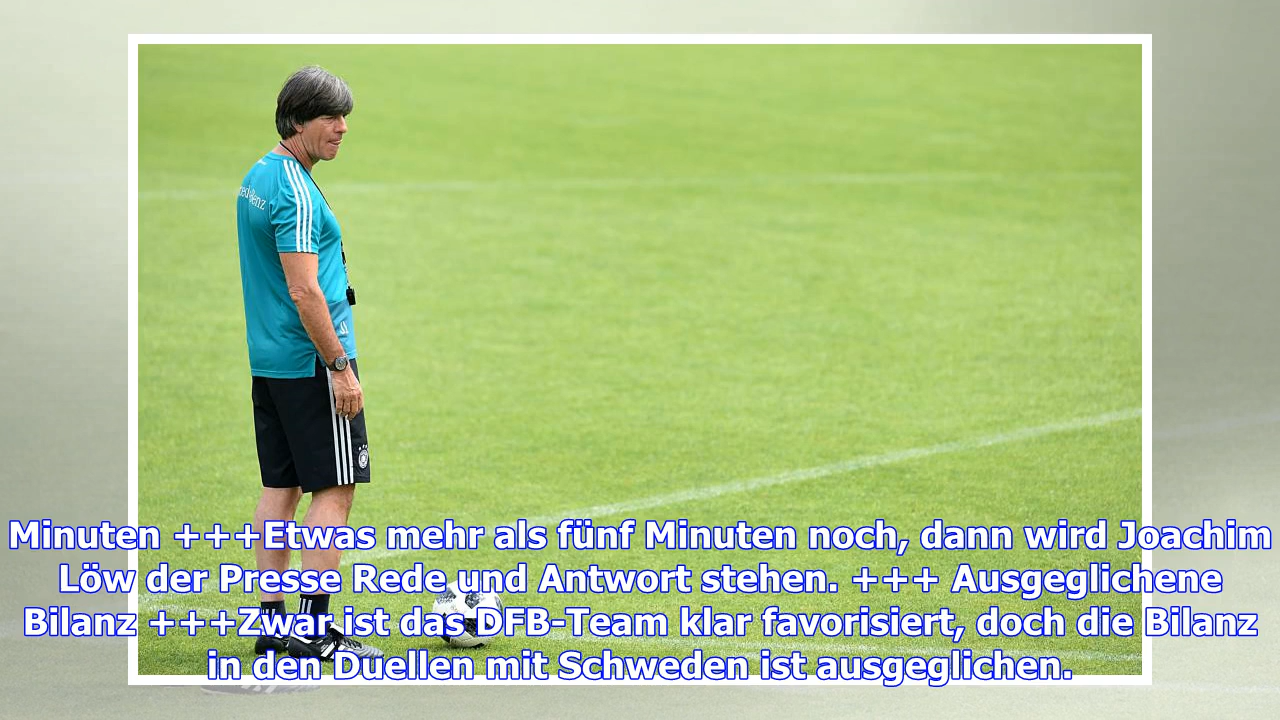 Minuten +++Etwas mehr als fünf Minuten noch, dann wird Joachim
Löw der Presse Rede und Antwort stehen. +++ Ausgeglichene
Bilanz +++Zwar ist das DFB-Team klar favorisiert, doch die Bilanz
in den Duellen mit Schweden ist ausgeglichen.